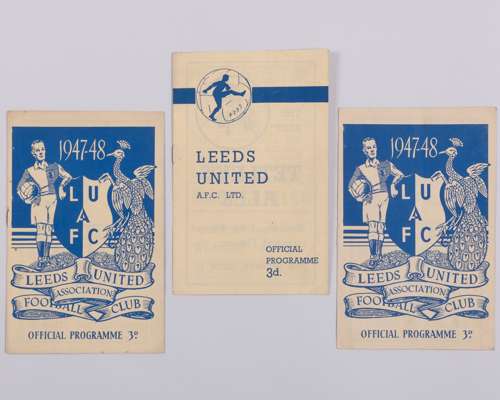 1947-48
L U
A
F C
LEEDS UNITED
ASSOCIATION
FOOTBALL CLUB
OFFICIAL PROGRAMME 3D
LEEDS
UNITED
A.F.C. LTD.
OFFICIAL
PROGRAMME
3d.
1947-48
L U
A
F C
LEEDS UNITED
ASSOCIATION
FOOTBALL CLUB
OFFICIAL PROGRAMME 3D